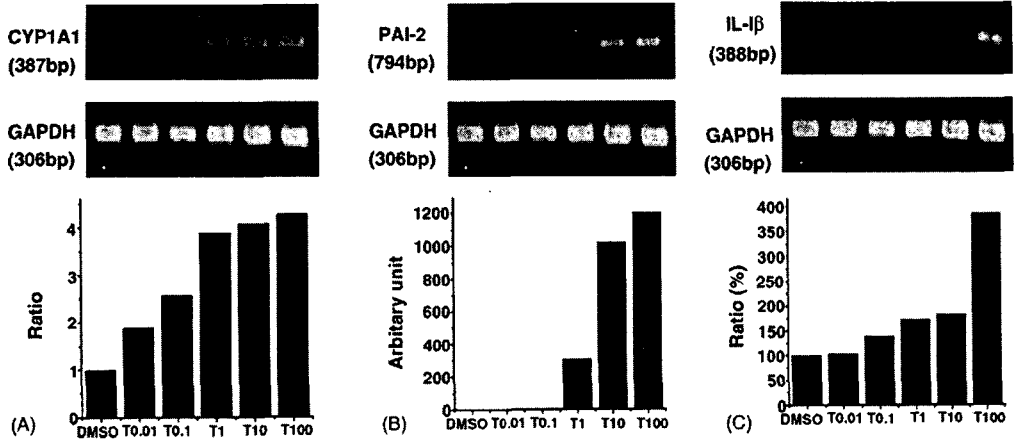 CYP1A1
(387bp)
GAPDH
(306bp)
Ratio
4
3
2
1
0
DMSO T0.01 T0.1 T1 T10 T100
(A)
PAI-2
(794bp)
GAPDH
(306bp)
Arbitary unit
1200
1000
800
600
400
200
0
DMSO T0.01 T0.1 T1 T10 T100
(B)
IL-Iβ
(388bp)
GAPDH
(306bp)
Ratio (%)
400
350
300
250
200
150
100
50
0
DMSO T0.01 T0.1 T1 T10 T100
(C)